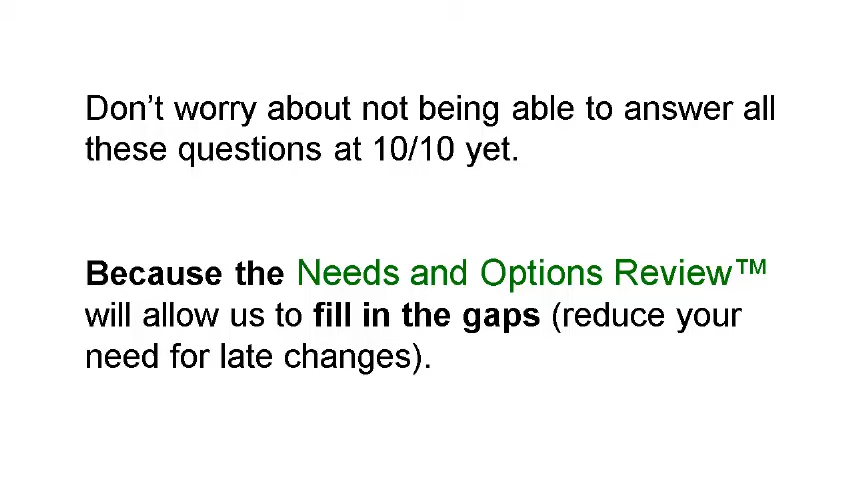 Don’t worry about not being able to answer all
these questions at 10/10 yet.
Because the Needs and Options Review™
will allow us to fill in the gaps (reduce your
need for late changes).